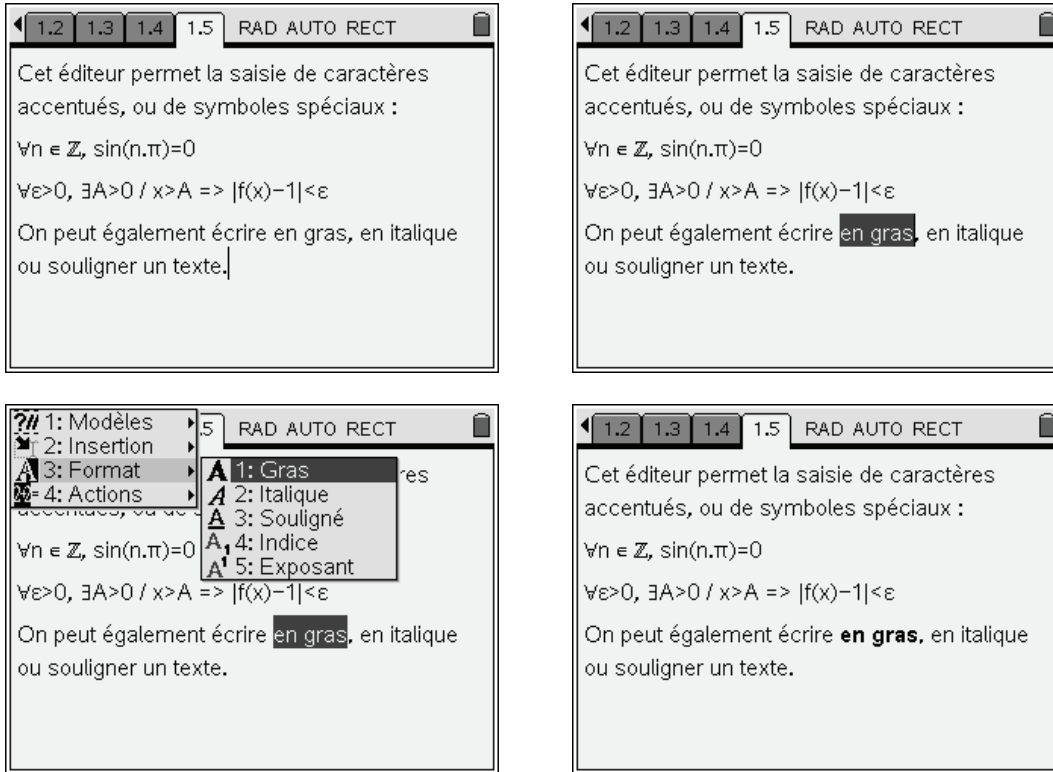 1.2 1.3 1.4 1.5 RAD AUTO RECT
Cet éditeur permet la saisie de caractères
accentués, ou de symboles spéciaux :
∀n ∈ ℤ, sin(n.π)=0
∀ε>0, ∃A>0 / x>A => |f(x)−1|<ε
On peut également écrire en gras, en italique
ou souligner un texte.
1.2 1.3 1.4 1.5 RAD AUTO RECT
Cet éditeur permet la saisie de caractères
accentués, ou de symboles spéciaux :
∀n ∈ ℤ, sin(n.π)=0
∀ε>0, ∃A>0 / x>A => |f(x)−1|<ε
On peut également écrire en gras, en italique
ou souligner un texte.
1: Modèles
2: Insertion
3: Format
4: Actions
.5 RAD AUTO RECT
1: Gras
2: Italique
3: Souligné
4: Indice
5: Exposant
res
∀n ∈ ℤ, sin(n.π)=0
∀ε>0, ∃A>0 / x>A => |f(x)−1|<ε
On peut également écrire en gras, en italique
ou souligner un texte.
1.2 1.3 1.4 1.5 RAD AUTO RECT
Cet éditeur permet la saisie de caractères
accentués, ou de symboles spéciaux :
∀n ∈ ℤ, sin(n.π)=0
∀ε>0, ∃A>0 / x>A => |f(x)−1|<ε
On peut également écrire en gras, en italique
ou souligner un texte.